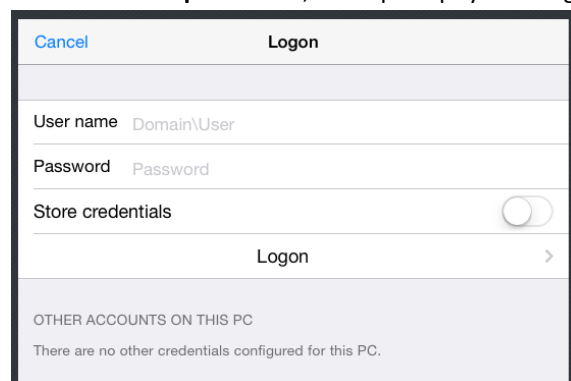 Cancel Logon
User name Domain\User
Password Password
Store credentials
Logon
OTHER ACCOUNTS ON THIS PC
There are no other credentials configured for this PC.